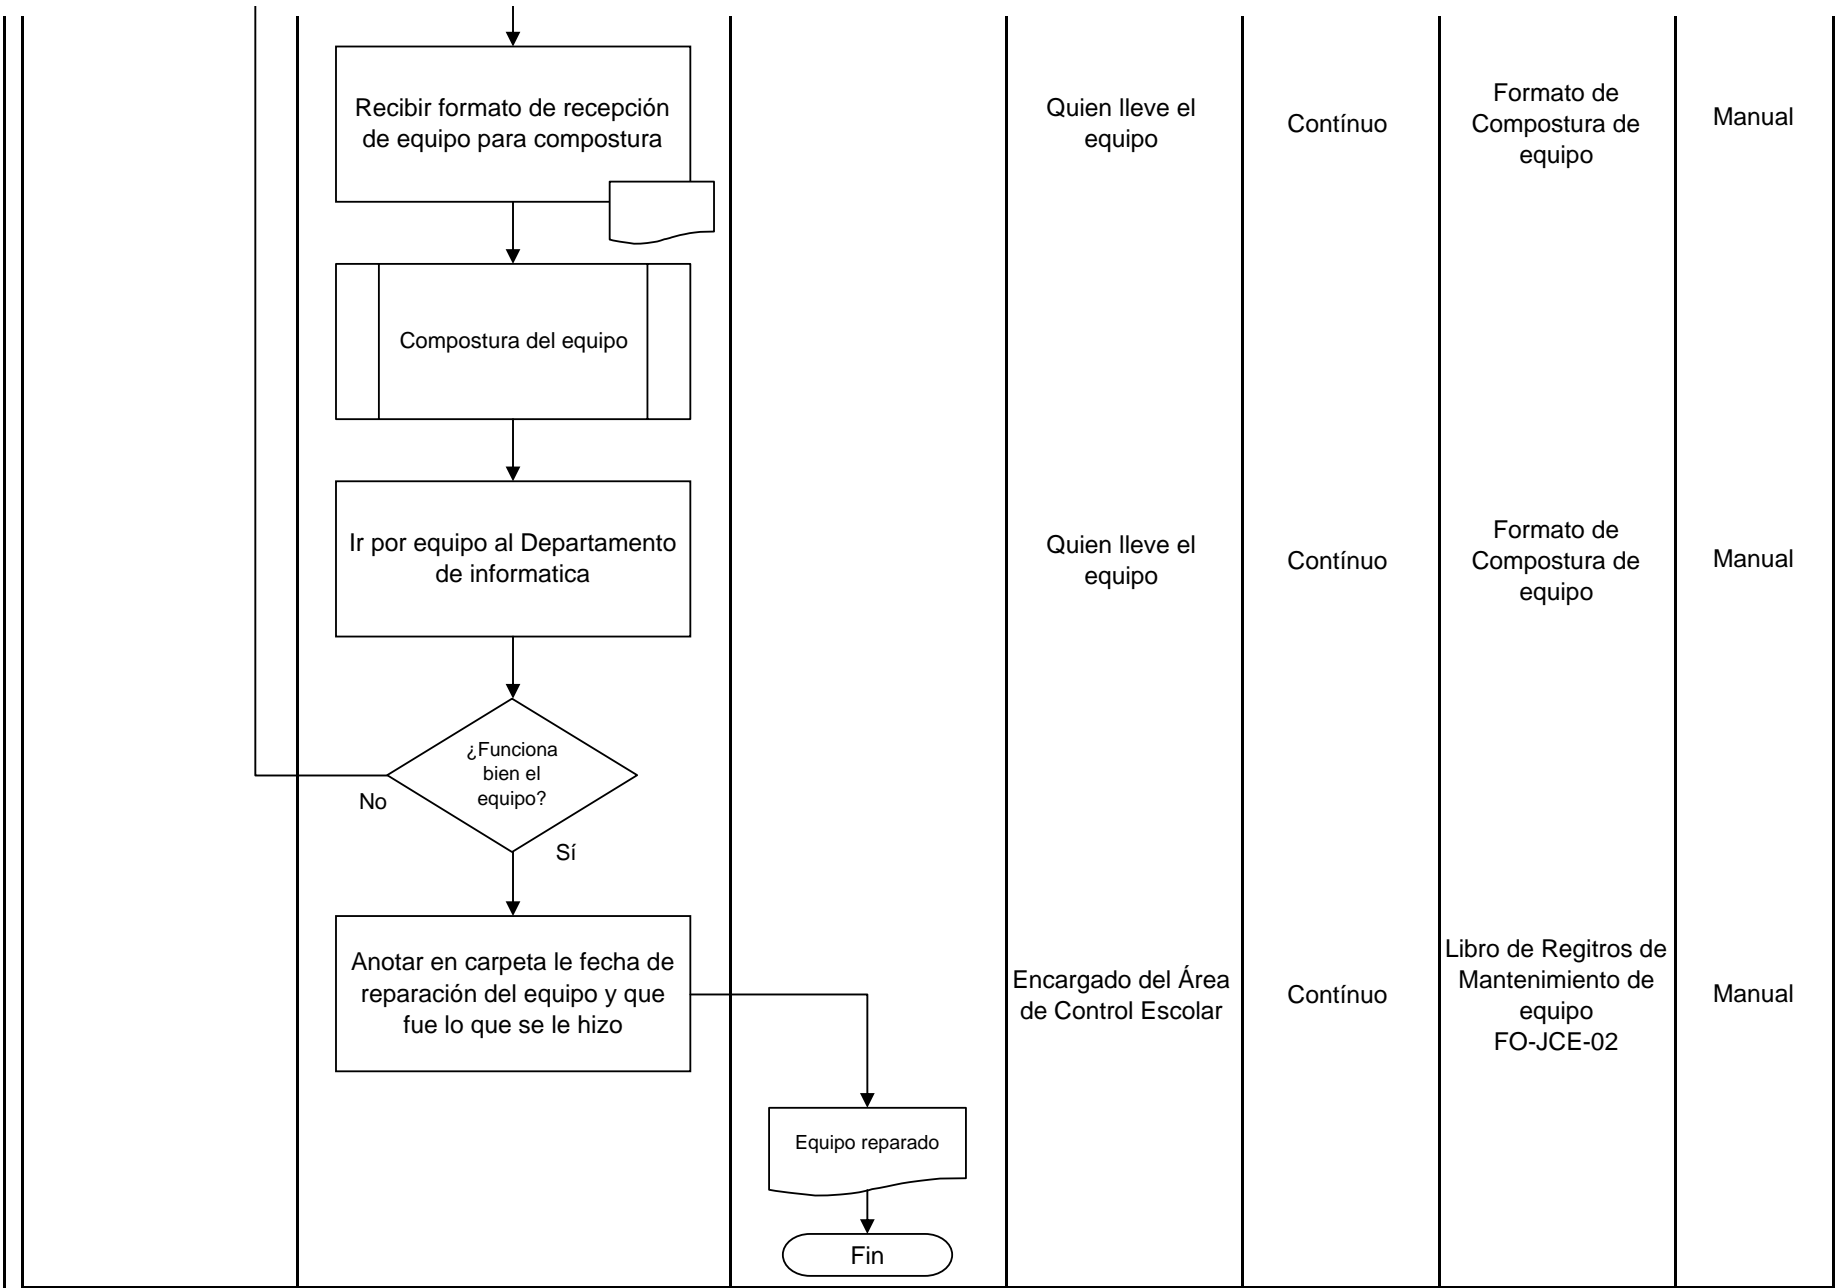 Recibir formato de recepción
de equipo para compostura
Quien lleve el
equipo
Contínuo
Formato de
Compostura de
equipo
Manual
Compostura del equipo
Ir por equipo al Departamento
de informatica
Quien lleve el
equipo
Contínuo
Formato de
Compostura de
equipo
Manual
¿Funciona
bien el
equipo?
No
Sí
Anotar en carpeta le fecha de
reparación del equipo y que
fue lo que se le hizo
Encargado del Área
de Control Escolar
Contínuo
Libro de Regitros de
Mantenimiento de
equipo
FO-JCE-02
Manual
Equipo reparado
Fin